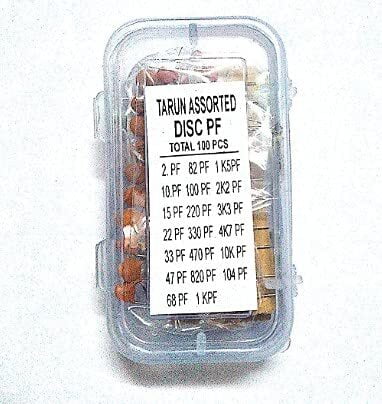 TARUN ASSORTED
DISC PF
TOTAL 100 PCS
2. PF 82 PF 1 K5PF
10.PF 100 PF 2K2 PF
15 PF 220 PF 3K3 PF
22 PF 330 PF 4K7 PF
33 PF 470 PF 10K PF
47 PF 820 PF 104 PF
68 PF 1 KPF